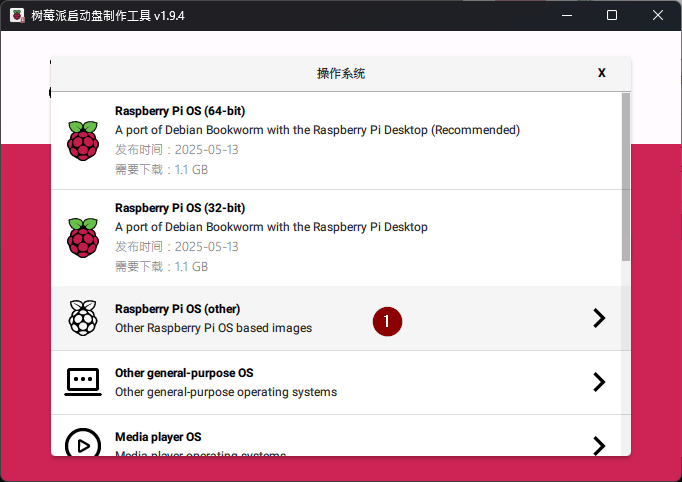 树莓派启动盘制作工具 v1.9.4
操作系统
X
Raspberry Pi OS (64-bit)
A port of Debian Bookworm with the Raspberry Pi Desktop (Recommended)
发布时间：2025-05-13
需要下载：1.1 GB
Raspberry Pi OS (32-bit)
A port of Debian Bookworm with the Raspberry Pi Desktop
发布时间：2025-05-13
需要下载：1.1 GB
Raspberry Pi OS (other)
Other Raspberry Pi OS based images
1
Other general-purpose OS
Other general-purpose operating systems
Media player OS
Media player operating systems